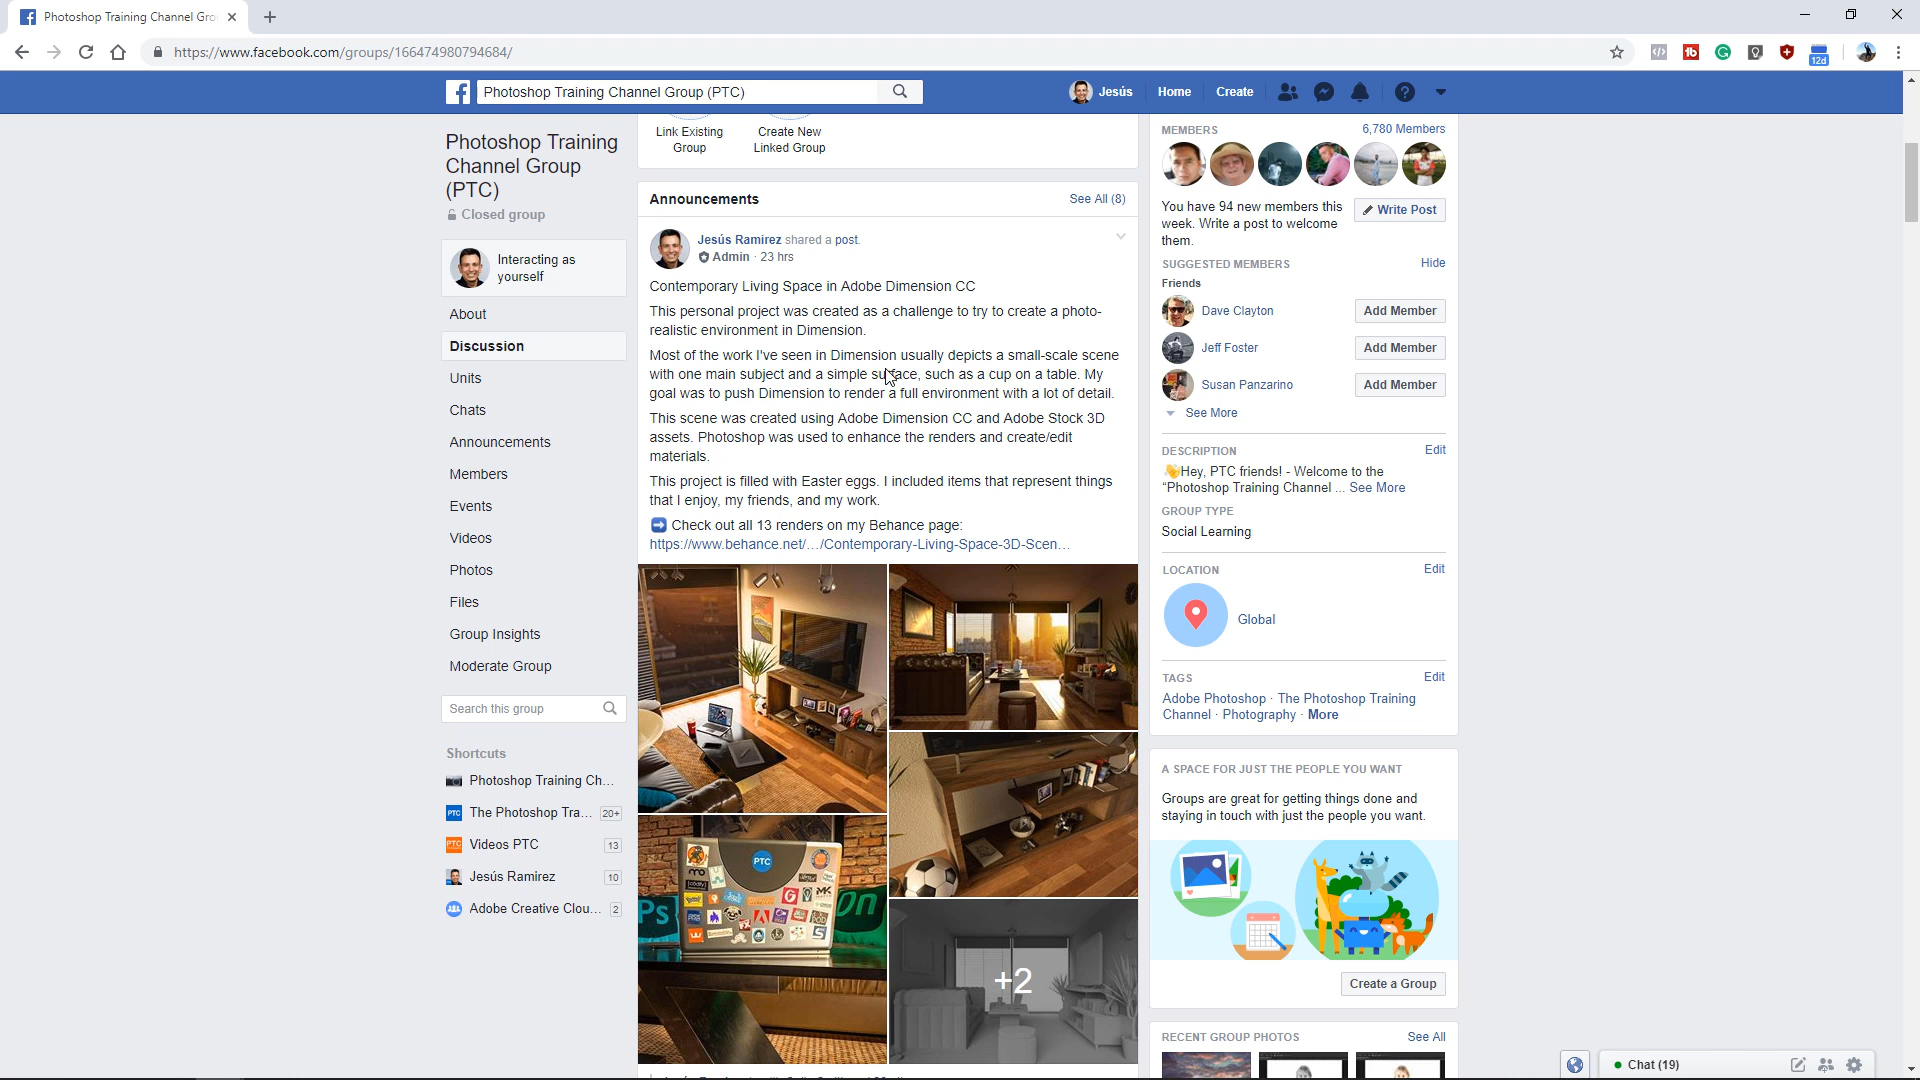 Photoshop Training Channel Gro
https://www.facebook.com/groups/166474980794684/
12d
Photoshop Training Channel Group (PTC)
Jesús
Home
Create
Photoshop Training
Channel Group
(PTC)
Closed group
Interacting as
yourself
About
Discussion
Units
Chats
Announcements
Members
Events
Videos
Photos
Files
Group Insights
Moderate Group
Search this group
Shortcuts
Photoshop Training Ch...
PTC The Photoshop Tra... 20+
PTC Videos PTC 13
Jesús Ramirez 10
Adobe Creative Clou... 2
Link Existing
Group
Create New
Linked Group
Announcements
See All (8)
Jesús Ramirez shared a post.
Admin · 23 hrs
Contemporary Living Space in Adobe Dimension CC
This personal project was created as a challenge to try to create a photo-
realistic environment in Dimension.
Most of the work I've seen in Dimension usually depicts a small-scale scene
with one main subject and a simple surface, such as a cup on a table. My
goal was to push Dimension to render a full environment with a lot of detail.
This scene was created using Adobe Dimension CC and Adobe Stock 3D
assets. Photoshop was used to enhance the renders and create/edit
materials.
This project is filled with Easter eggs. I included items that represent things
that I enjoy, my friends, and my work.
Check out all 13 renders on my Behance page:
https://www.behance.net/.../Contemporary-Living-Space-3D-Scen...
PTC
Ps
Dn
+2
MEMBERS
6,780 Members
You have 94 new members this
week. Write a post to welcome
them.
Write Post
SUGGESTED MEMBERS
Hide
Friends
Dave Clayton
Add Member
Jeff Foster
Add Member
Susan Panzarino
Add Member
See More
DESCRIPTION
Edit
Hey, PTC friends! - Welcome to the
"Photoshop Training Channel ... See More
GROUP TYPE
Social Learning
LOCATION
Edit
Global
TAGS
Edit
Adobe Photoshop · The Photoshop Training
Channel · Photography · More
A SPACE FOR JUST THE PEOPLE YOU WANT
Groups are great for getting things done and
staying in touch with just the people you want.
Create a Group
RECENT GROUP PHOTOS
See All
Chat (19)